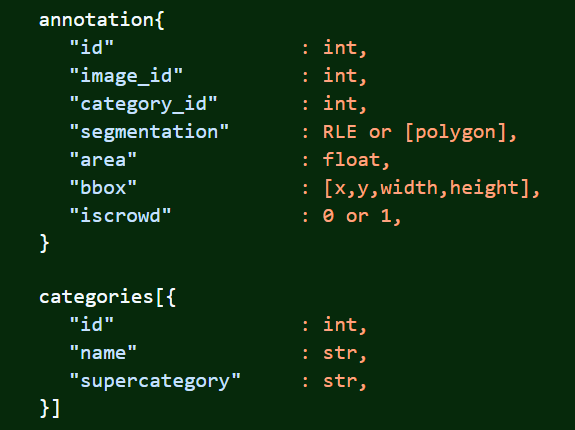 annotation{
"id" : int,
"image_id" : int,
"category_id" : int,
"segmentation" : RLE or [polygon],
"area" : float,
"bbox" : [x,y,width,height],
"iscrowd" : 0 or 1,
}
categories[{
"id" : int,
"name" : str,
"supercategory" : str,
}]